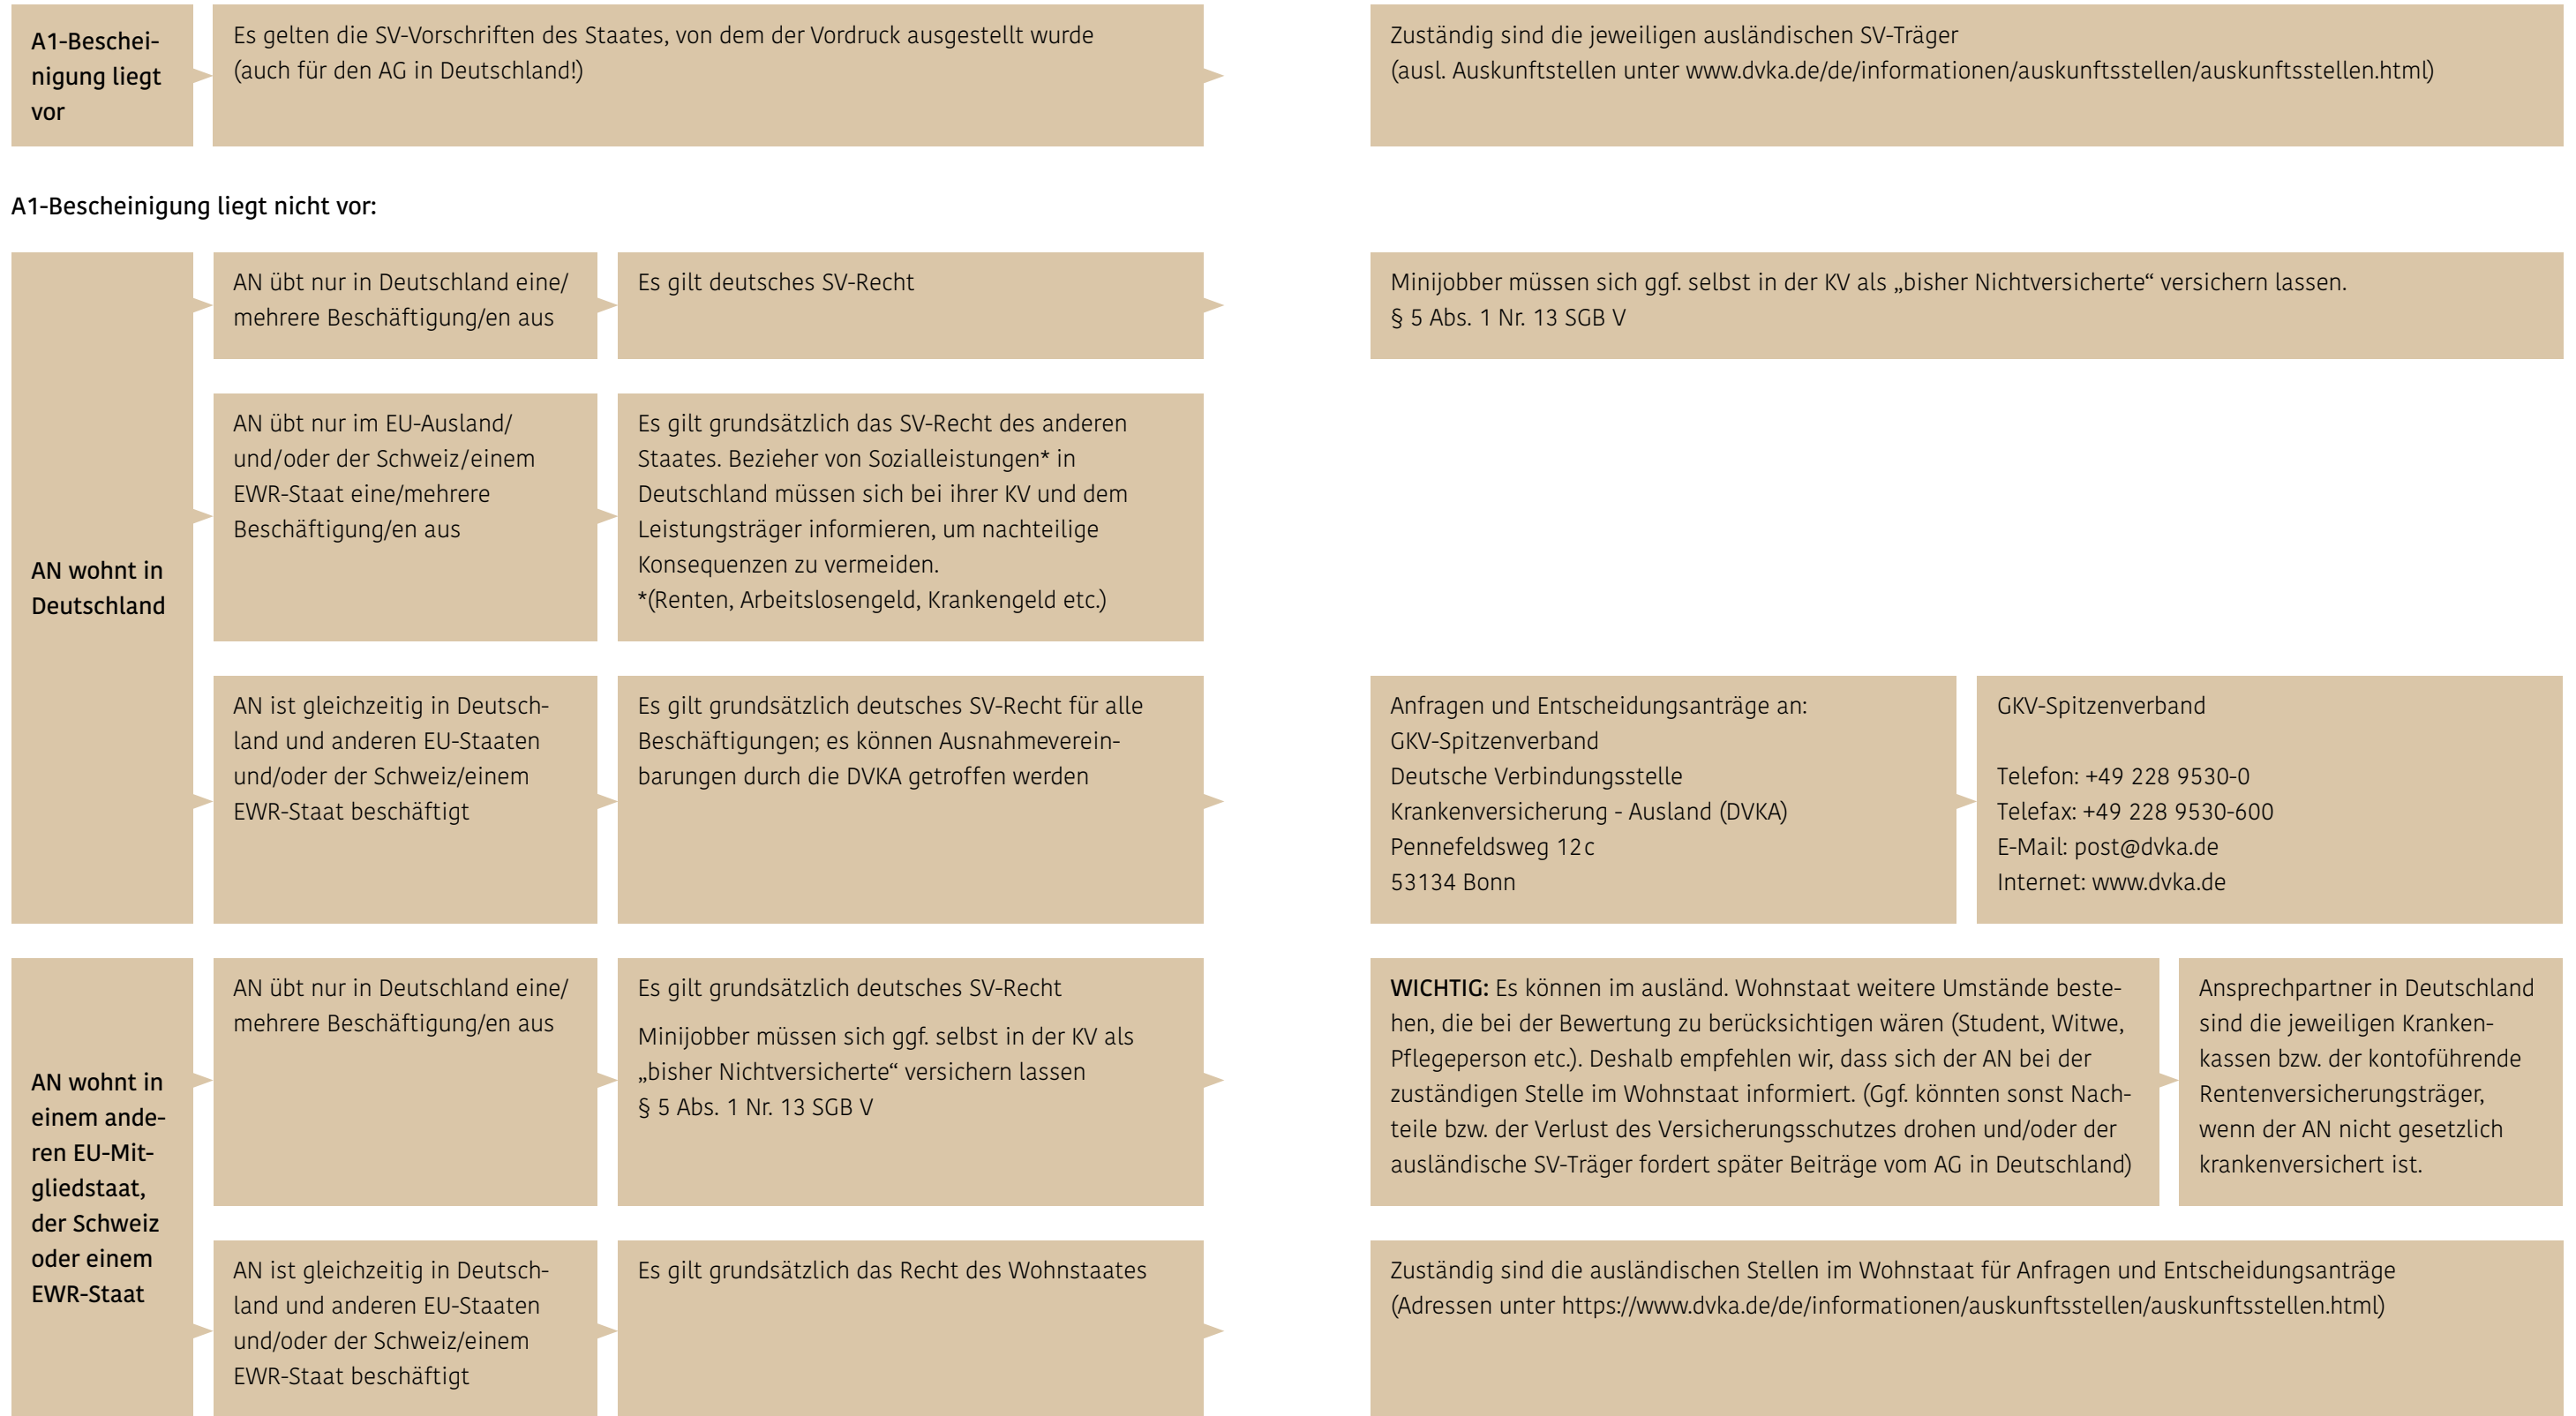 A1-Beschei-
nigung liegt
vor
Es gelten die SV-Vorschriften des Staates, von dem der Vordruck ausgestellt wurde
(auch für den AG in Deutschland!)
Zuständig sind die jeweiligen ausländischen SV-Träger
(ausl. Auskunftstellen unter www.dvka.de/de/informationen/auskunftsstellen/auskunftsstellen.html)
A1-Bescheinigung liegt nicht vor:
AN wohnt in
Deutschland
AN übt nur in Deutschland eine/
mehrere Beschäftigung/en aus
Es gilt deutsches SV-Recht
Minijobber müssen sich ggf. selbst in der KV als „bisher Nichtversicherte“ versichern lassen.
§ 5 Abs. 1 Nr. 13 SGB V
AN übt nur im EU-Ausland/
und/oder der Schweiz/einem
EWR-Staat eine/mehrere
Beschäftigung/en aus
Es gilt grundsätzlich das SV-Recht des anderen
Staates. Bezieher von Sozialleistungen* in
Deutschland müssen sich bei ihrer KV und dem
Leistungsträger informieren, um nachteilige
Konsequenzen zu vermeiden.
*(Renten, Arbeitslosengeld, Krankengeld etc.)
AN ist gleichzeitig in Deutsch-
land und anderen EU-Staaten
und/oder der Schweiz/einem
EWR-Staat beschäftigt
Es gilt grundsätzlich deutsches SV-Recht für alle
Beschäftigungen; es können Ausnahmeverein-
barungen durch die DVKA getroffen werden
Anfragen und Entscheidungsanträge an:
GKV-Spitzenverband
Deutsche Verbindungsstelle
Krankenversicherung - Ausland (DVKA)
Pennefeldsweg 12c
53134 Bonn
GKV-Spitzenverband
Telefon: +49 228 9530-0
Telefax: +49 228 9530-600
E-Mail: post@dvka.de
Internet: www.dvka.de
AN wohnt in
einem ande-
ren EU-Mit-
gliedstaat,
der Schweiz
oder einem
EWR-Staat
AN übt nur in Deutschland eine/
mehrere Beschäftigung/en aus
Es gilt grundsätzlich deutsches SV-Recht
Minijobber müssen sich ggf. selbst in der KV als
„bisher Nichtversicherte“ versichern lassen
§ 5 Abs. 1 Nr. 13 SGB V
WICHTIG: Es können im ausländ. Wohnstaat weitere Umstände beste-
hen, die bei der Bewertung zu berücksichtigen wären (Student, Witwe,
Pflegeperson etc.). Deshalb empfehlen wir, dass sich der AN bei der
zuständigen Stelle im Wohnstaat informiert. (Ggf. könnten sonst Nach-
teile bzw. der Verlust des Versicherungsschutzes drohen und/oder der
ausländische SV-Träger fordert später Beiträge vom AG in Deutschland)
Ansprechpartner in Deutschland
sind die jeweiligen Kranken-
kassen bzw. der kontoführende
Rentenversicherungsträger,
wenn der AN nicht gesetzlich
krankenversichert ist.
AN ist gleichzeitig in Deutsch-
land und anderen EU-Staaten
und/oder der Schweiz/einem
EWR-Staat beschäftigt
Es gilt grundsätzlich das Recht des Wohnstaates
Zuständig sind die ausländischen Stellen im Wohnstaat für Anfragen und Entscheidungsanträge
(Adressen unter https://www.dvka.de/de/informationen/auskunftsstellen/auskunftsstellen.html)